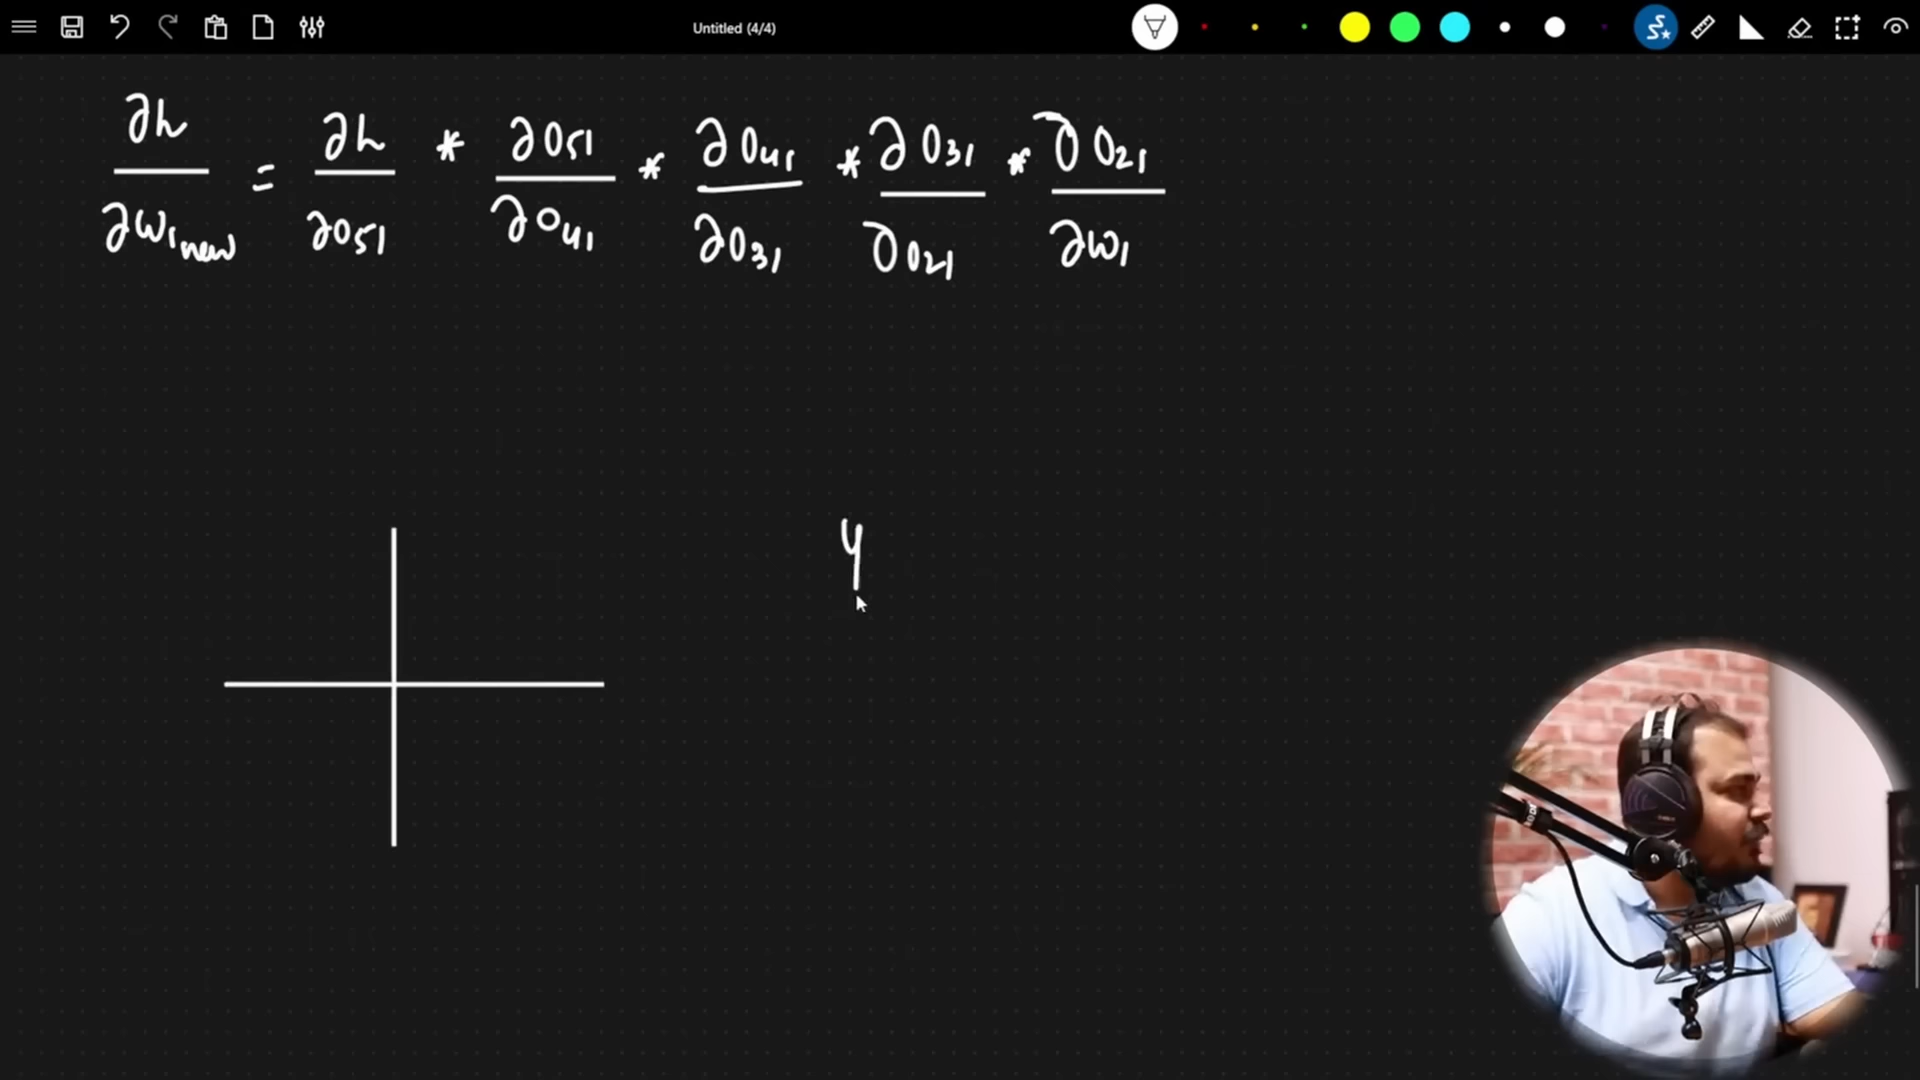 Untitled (4/4)
∂h/∂w₁new = ∂h/∂O51 * ∂O51/∂O41 * ∂O41/∂O31 * ∂O31/∂O21 * ∂O21/∂w₁
y